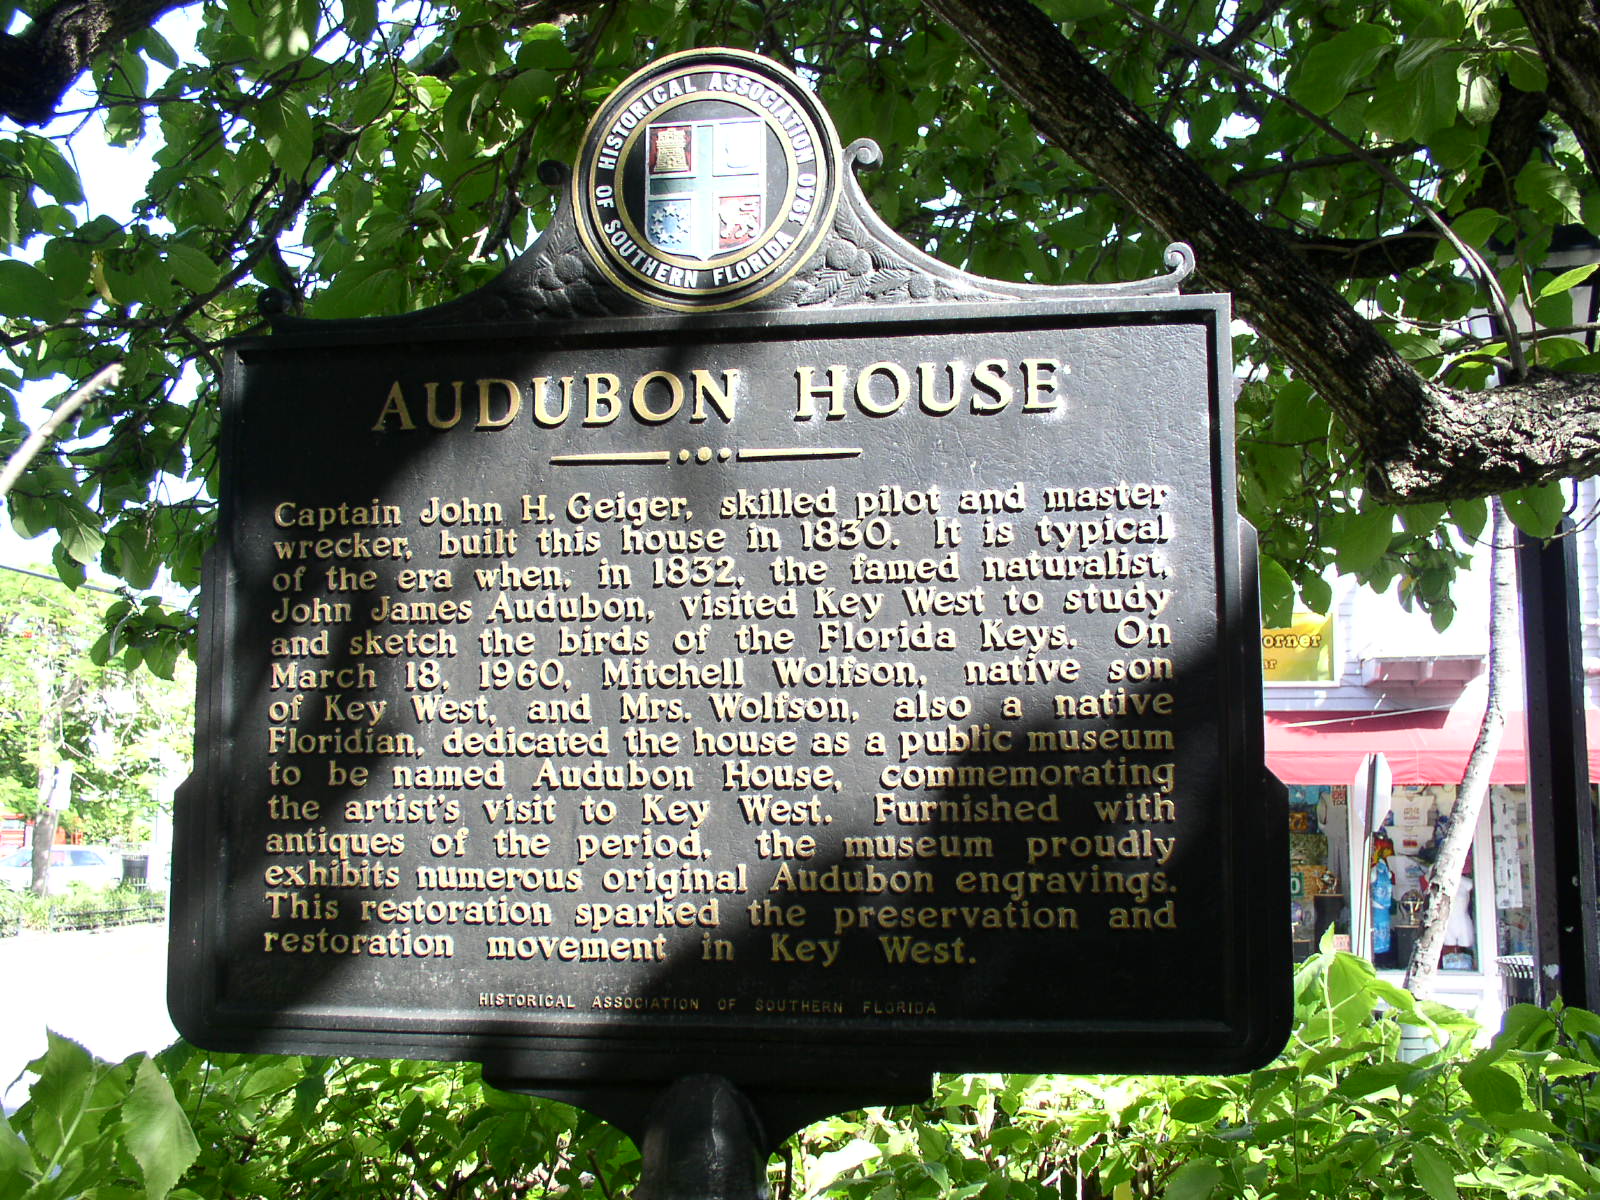 HISTORICAL ASSOCIATION
OF SOUTHERN FLORIDA
AUDUBON HOUSE
Captain John H. Geiger, skilled pilot and master
wrecker, built this house in 1830. It is typical
of the era when, in 1832, the famed naturalist,
John James Audubon, visited Key West to study
and sketch the birds of the Florida Keys. On
March 18, 1960, Mitchell Wolfson, native son
of Key West, and Mrs. Wolfson, also a native
Floridian, dedicated the house as a public museum
to be named Audubon House, commemorating
the artist's visit to Key West. Furnished with
antiques of the period, the museum proudly
exhibits numerous original Audubon engravings.
This restoration sparked the preservation and
restoration movement in Key West.
HISTORICAL ASSOCIATION OF SOUTHERN FLORIDA